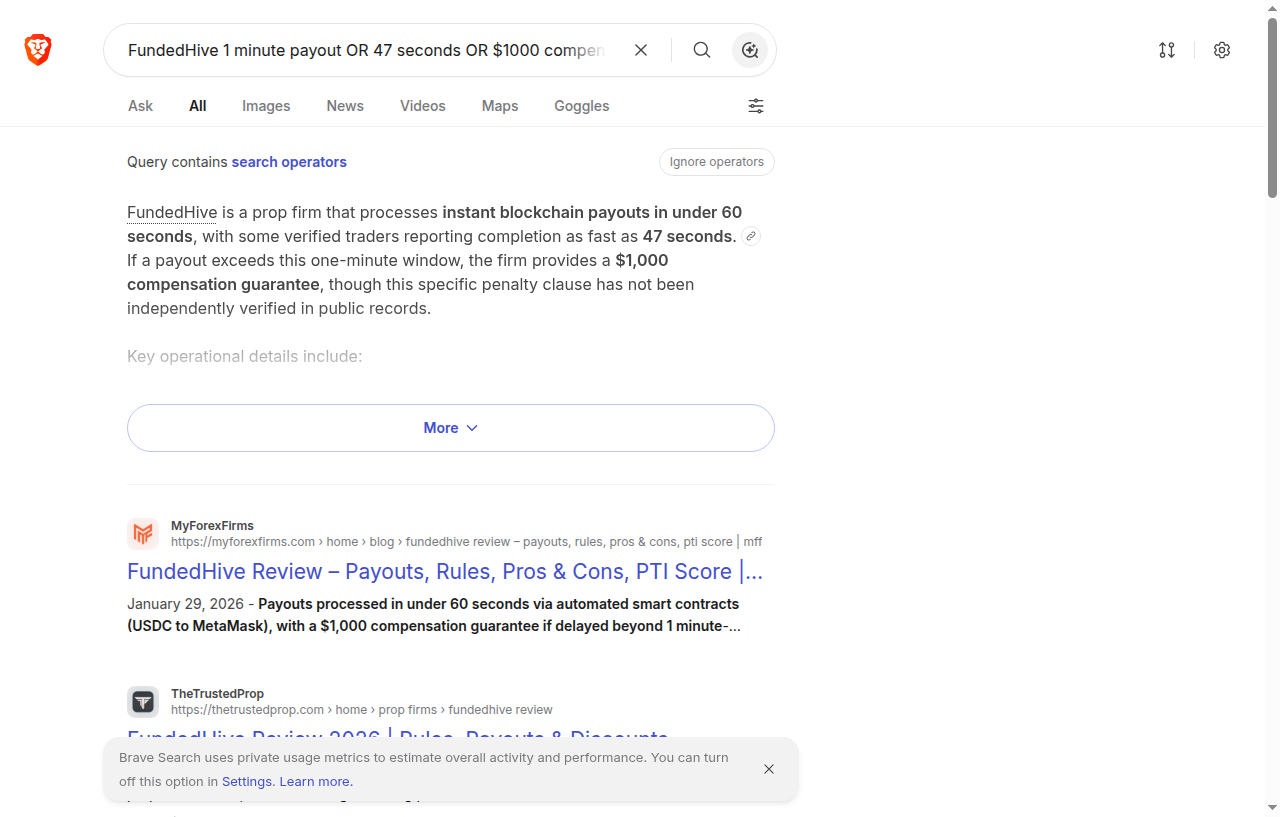 FundedHive 1 minute payout OR 47 seconds OR $1000 compen
Ask All Images News Videos Maps Goggles
Query contains search operators
Ignore operators
FundedHive is a prop firm that processes instant blockchain payouts in under 60
seconds, with some verified traders reporting completion as fast as 47 seconds.
If a payout exceeds this one-minute window, the firm provides a $1,000
compensation guarantee, though this specific penalty clause has not been
independently verified in public records.
Key operational details include:
More
MyForexFirms
https://myforexfirms.com › home › blog › fundedhive review – payouts, rules, pros & cons, pti score | mff
FundedHive Review – Payouts, Rules, Pros & Cons, PTI Score |...
January 29, 2026 - Payouts processed in under 60 seconds via automated smart contracts
(USDC to MetaMask), with a $1,000 compensation guarantee if delayed beyond 1 minute-...
TheTrustedProp
https://thetrustedprop.com › home › prop firms › fundedhive review
FundedHive Review 2026 | Rules, Payouts & Discounts
Brave Search uses private usage metrics to estimate overall activity and performance. You can turn
off this option in Settings. Learn more.